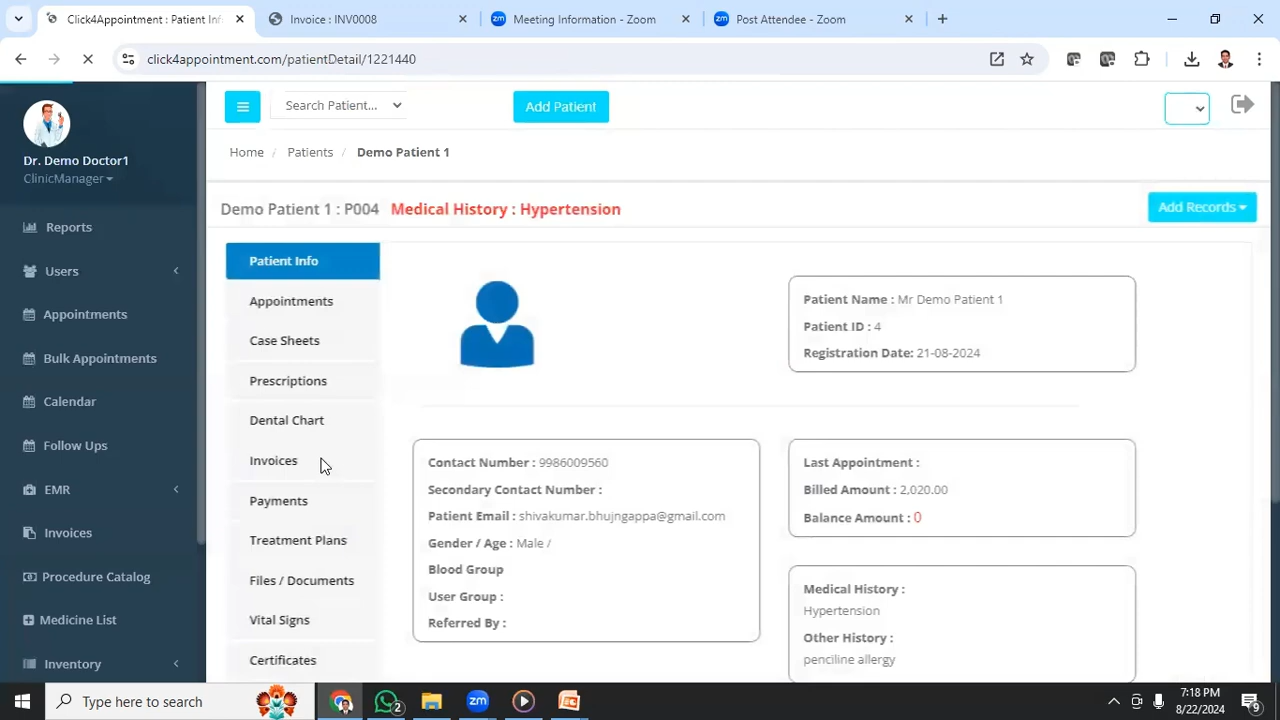 Click4Appointment : Patient Inf
Invoice : INV0008
Meeting Information - Zoom
Post Attendee - Zoom
click4appointment.com/patientDetail/1221440
Search Patient...
Add Patient
Dr. Demo Doctor1
ClinicManager
Home / Patients / Demo Patient 1
Demo Patient 1 : P004 Medical History : Hypertension
Add Records
Reports
Users
Appointments
Bulk Appointments
Calendar
Follow Ups
EMR
Invoices
Procedure Catalog
Medicine List
Inventory
Patient Info
Appointments
Case Sheets
Prescriptions
Dental Chart
Invoices
Payments
Treatment Plans
Files / Documents
Vital Signs
Certificates
Patient Name : Mr Demo Patient 1
Patient ID : 4
Registration Date: 21-08-2024
Contact Number : 9986009560
Secondary Contact Number :
Patient Email : shivakumar.bhujngappa@gmail.com
Gender / Age : Male /
Blood Group
User Group :
Referred By :
Last Appointment :
Billed Amount : 2,020.00
Balance Amount : 0
Medical History :
Hypertension
Other History :
penciline allergy
Type here to search
2
zm
7:18 PM
8/22/2024
9